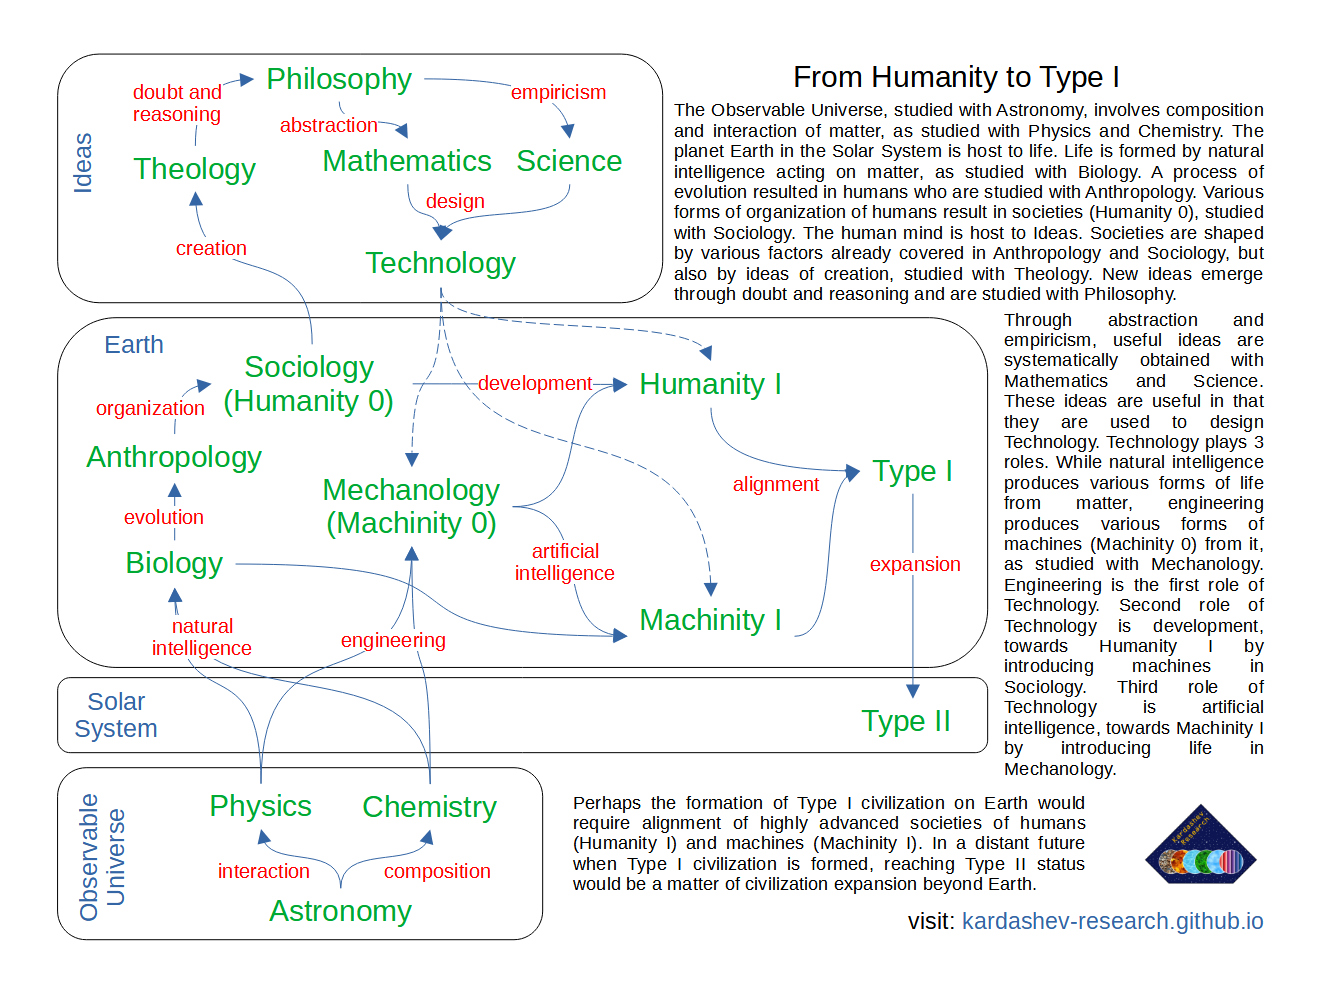 From Humanity to Type I
The Observable Universe, studied with Astronomy, involves composition
and interaction of matter, as studied with Physics and Chemistry. The
planet Earth in the Solar System is host to life. Life is formed by natural
intelligence acting on matter, as studied with Biology. A process of
evolution resulted in humans who are studied with Anthropology. Various
forms of organization of humans result in societies (Humanity 0), studied
with Sociology. The human mind is host to Ideas. Societies are shaped
by various factors already covered in Anthropology and Sociology, but
also by ideas of creation, studied with Theology. New ideas emerge
through doubt and reasoning and are studied with Philosophy.
Through abstraction and
empiricism, useful ideas are
systematically obtained with
Mathematics and Science.
These ideas are useful in that
they are used to design
Technology. Technology plays 3
roles. While natural intelligence
produces various forms of life
from matter, engineering
produces various forms of
machines (Machinity 0) from it,
as studied with Mechanology.
Engineering is the first role of
Technology. Second role of
Technology is development,
towards Humanity I by
introducing machines in
Sociology. Third role of
Technology is artificial
intelligence, towards Machinity I
by introducing life in
Mechanology.
Perhaps the formation of Type I civilization on Earth would
require alignment of highly advanced societies of humans
(Humanity I) and machines (Machinity I). In a distant future
when Type I civilization is formed, reaching Type II status
would be a matter of civilization expansion beyond Earth.
Kardashev
Research
visit: kardashev-research.github.io
Ideas
Philosophy
doubt and
reasoning
empiricism
abstraction
Theology
Mathematics
Science
design
creation
Technology
Earth
Sociology
(Humanity 0)
development
Humanity I
organization
Anthropology
Type I
alignment
Mechanology
(Machinity 0)
evolution
artificial
intelligence
Biology
expansion
Machinity I
natural
intelligence
engineering
Solar
System
Type II
Observable
Universe
Physics
Chemistry
interaction
composition
Astronomy